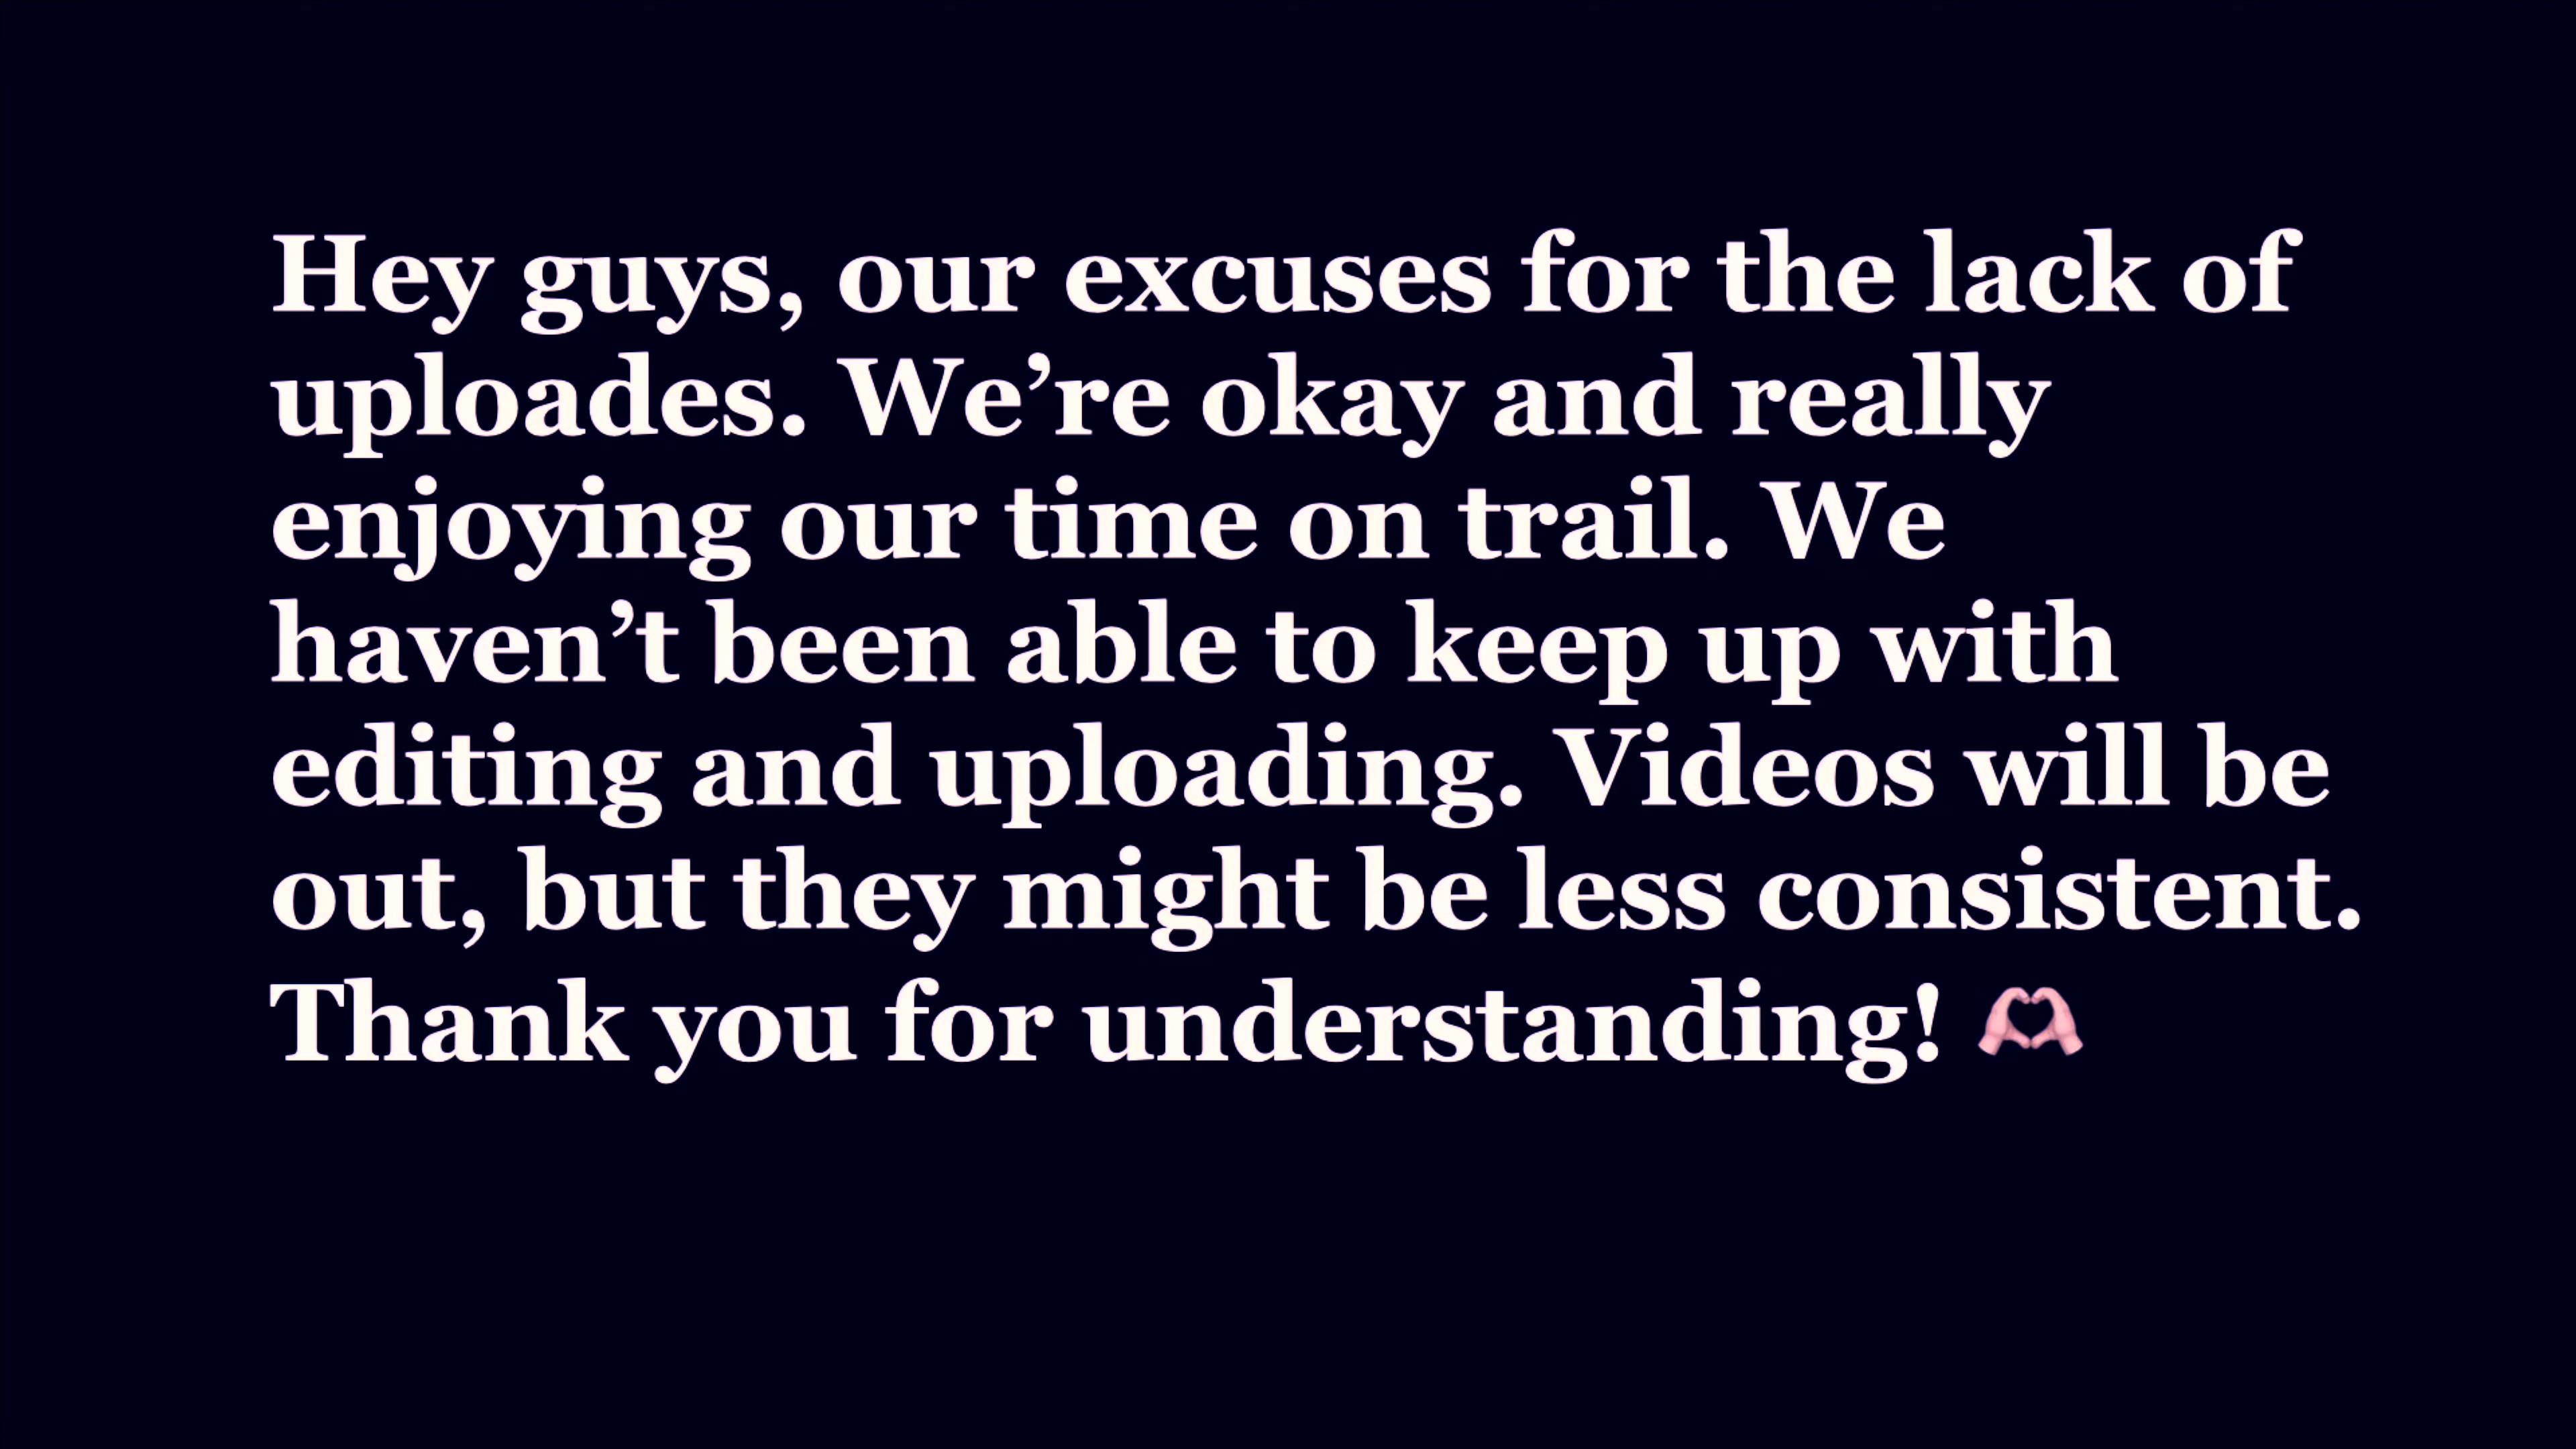 Hey guys, our excuses for the lack of
uploades. We’re okay and really
enjoying our time on trail. We
haven’t been able to keep up with
editing and uploading. Videos will be
out, but they might be less consistent.
Thank you for understanding! 🫶🏻